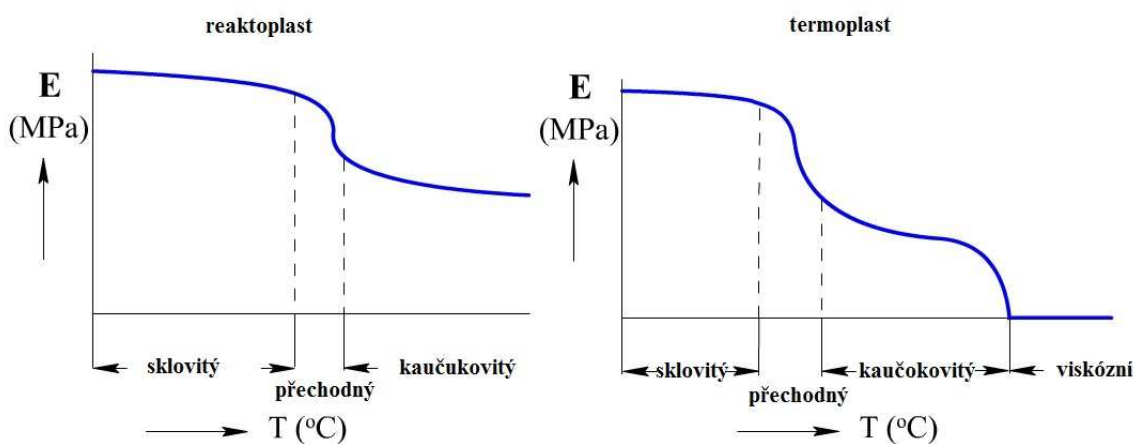 reaktoplast
E
(MPa)
sklovitý
kaučukovitý
přechodný
T (°C)
termoplast
E
(MPa)
sklovitý
kaučokovitý
viskózní
přechodný
T (°C)